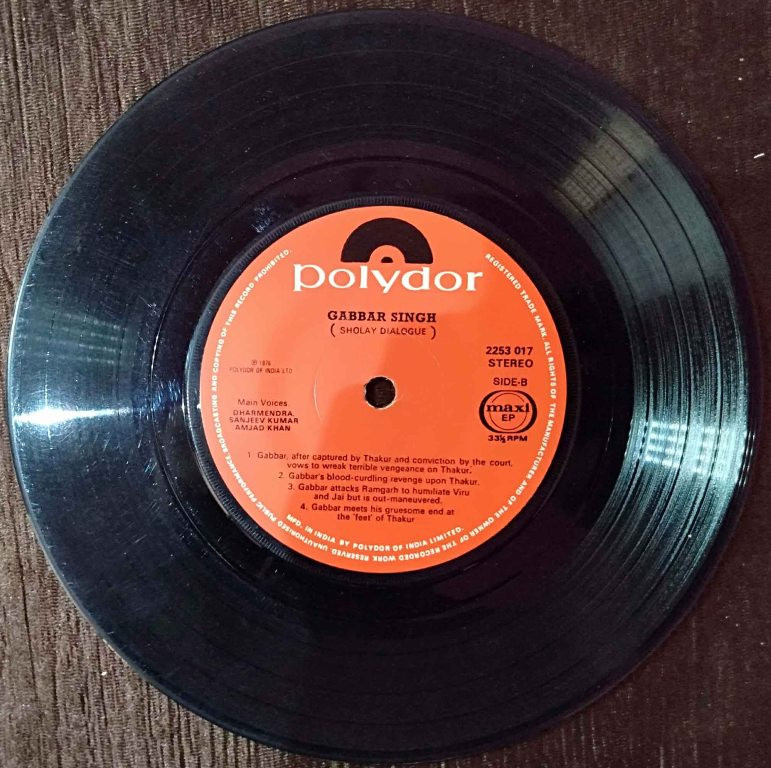 polydor
GABBAR SINGH
( SHOLAY DIALOGUE )
℗ 1976
POLYDOR OF INDIA LTD
2253 017
STEREO
SIDE-B
maxi
EP
33⅓ RPM
Main Voices
DHARMENDRA,
SANJEEV KUMAR
AMJAD KHAN
1 Gabbar, after captured by Thakur and conviction by the court,
vows to wreak terrible vengeance on Thakur.
2. Gabbar's blood-curdling revenge upon Thakur.
3. Gabbar attacks Ramgarh to humiliate Viru
and Jai but is out-maneuvered.
4. Gabbar meets his gruesome end at
the 'feet' of Thakur
REGISTERED TRADE MARK. ALL RIGHTS OF THE MANUFACTURER AND OF THE OWNER OF THE RECORDED WORK RESERVED. UNAUTHORISED PUBLIC PERFORMANCE, BROADCASTING AND COPYING OF THIS RECORD PROHIBITED.
MFD. IN INDIA BY POLYDOR OF INDIA LIMITED.